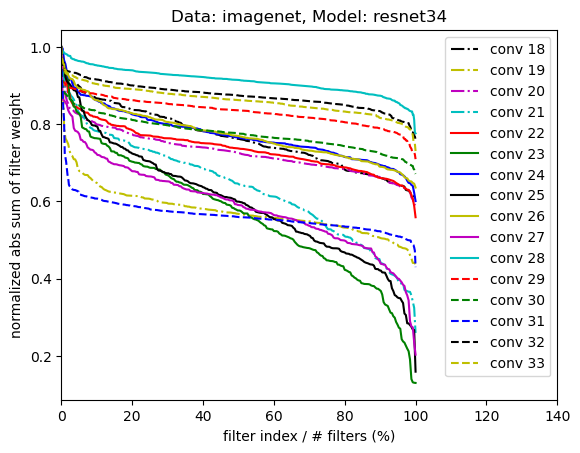 Data: imagenet, Model: resnet34
normalized abs sum of filter weight
1.0
0.8
0.6
0.4
0.2
conv 18
conv 19
conv 20
conv 21
conv 22
conv 23
conv 24
conv 25
conv 26
conv 27
conv 28
conv 29
conv 30
conv 31
conv 32
conv 33
0 20 40 60 80 100 120 140
filter index / # filters (%)